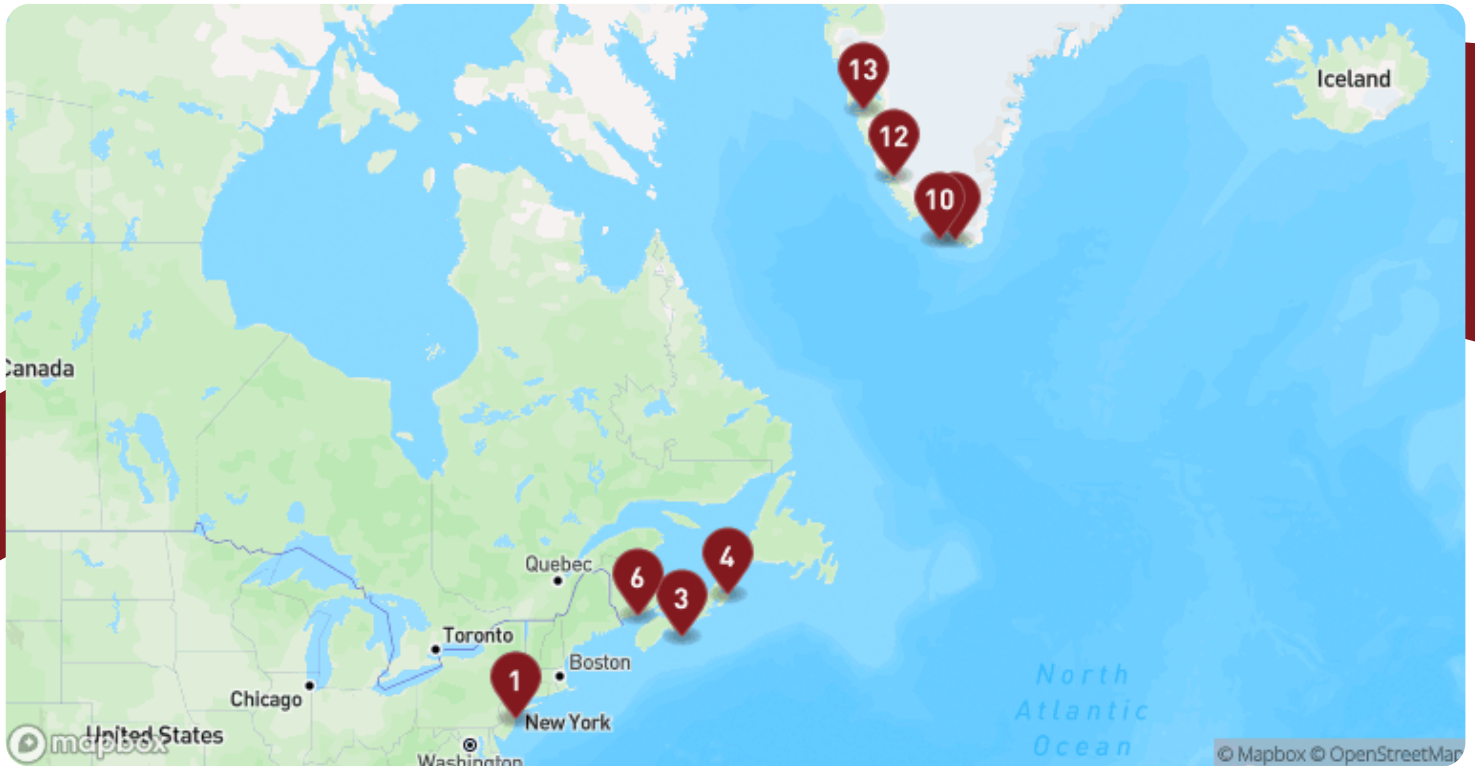 13
Iceland
12
10
Canada
4
Quebec
6
3
Toronto
Boston
1
Chicago
New York
North
Atlantic
Ocean
United States
mapbox
Washington
© Mapbox © OpenStreetMap